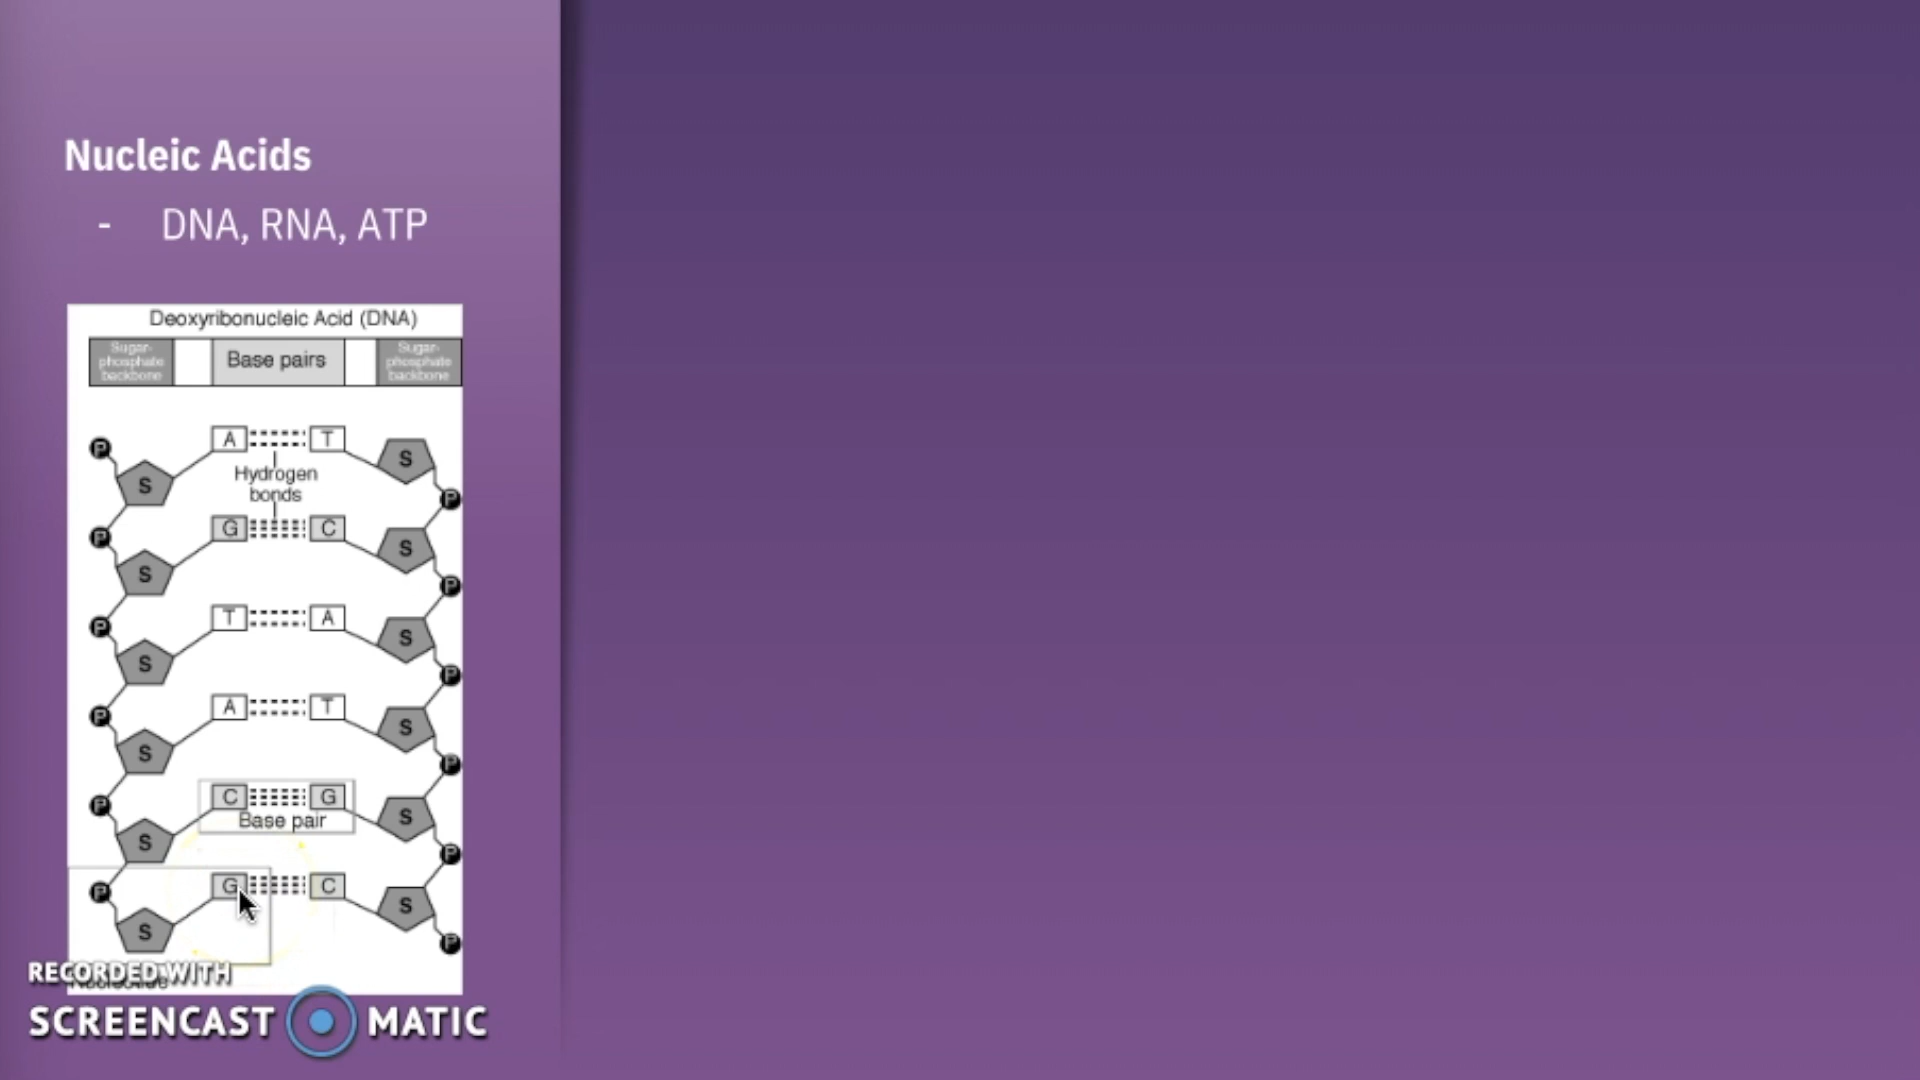 Nucleic Acids
- DNA, RNA, ATP
Deoxyribonucleic Acid (DNA)
Sugar-
phosphate
backbone
Base pairs
Sugar-
phosphate
backbone
A T
P S S
Hydrogen
bonds
P
G C
P S S
P
T A
P S S
P
A T
P S S
P
C G
Base pair
P S S
P
G C
P S S
P
RECORDED WITH
SCREENCAST MATIC